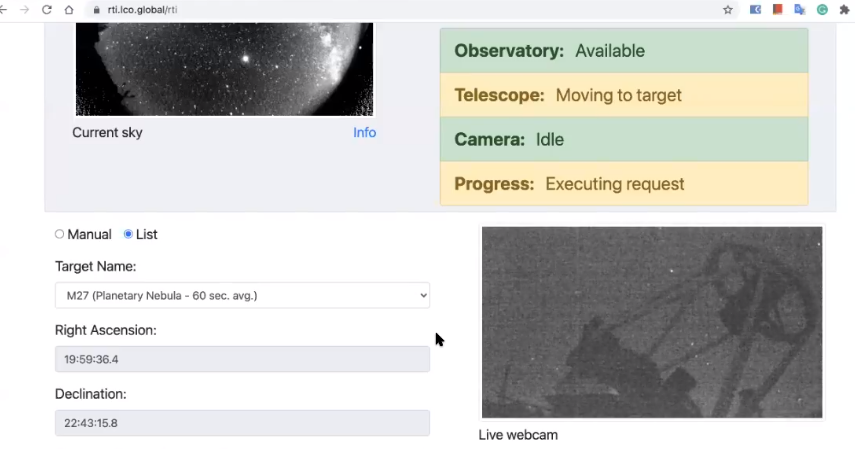 rti.lco.global/rti
Observatory: Available
Telescope: Moving to target
Current sky
Info
Camera: Idle
Progress: Executing request
Manual List
Target Name:
M27 (Planetary Nebula - 60 sec. avg.)
Right Ascension:
19:59:36.4
Declination:
22:43:15.8
Live webcam